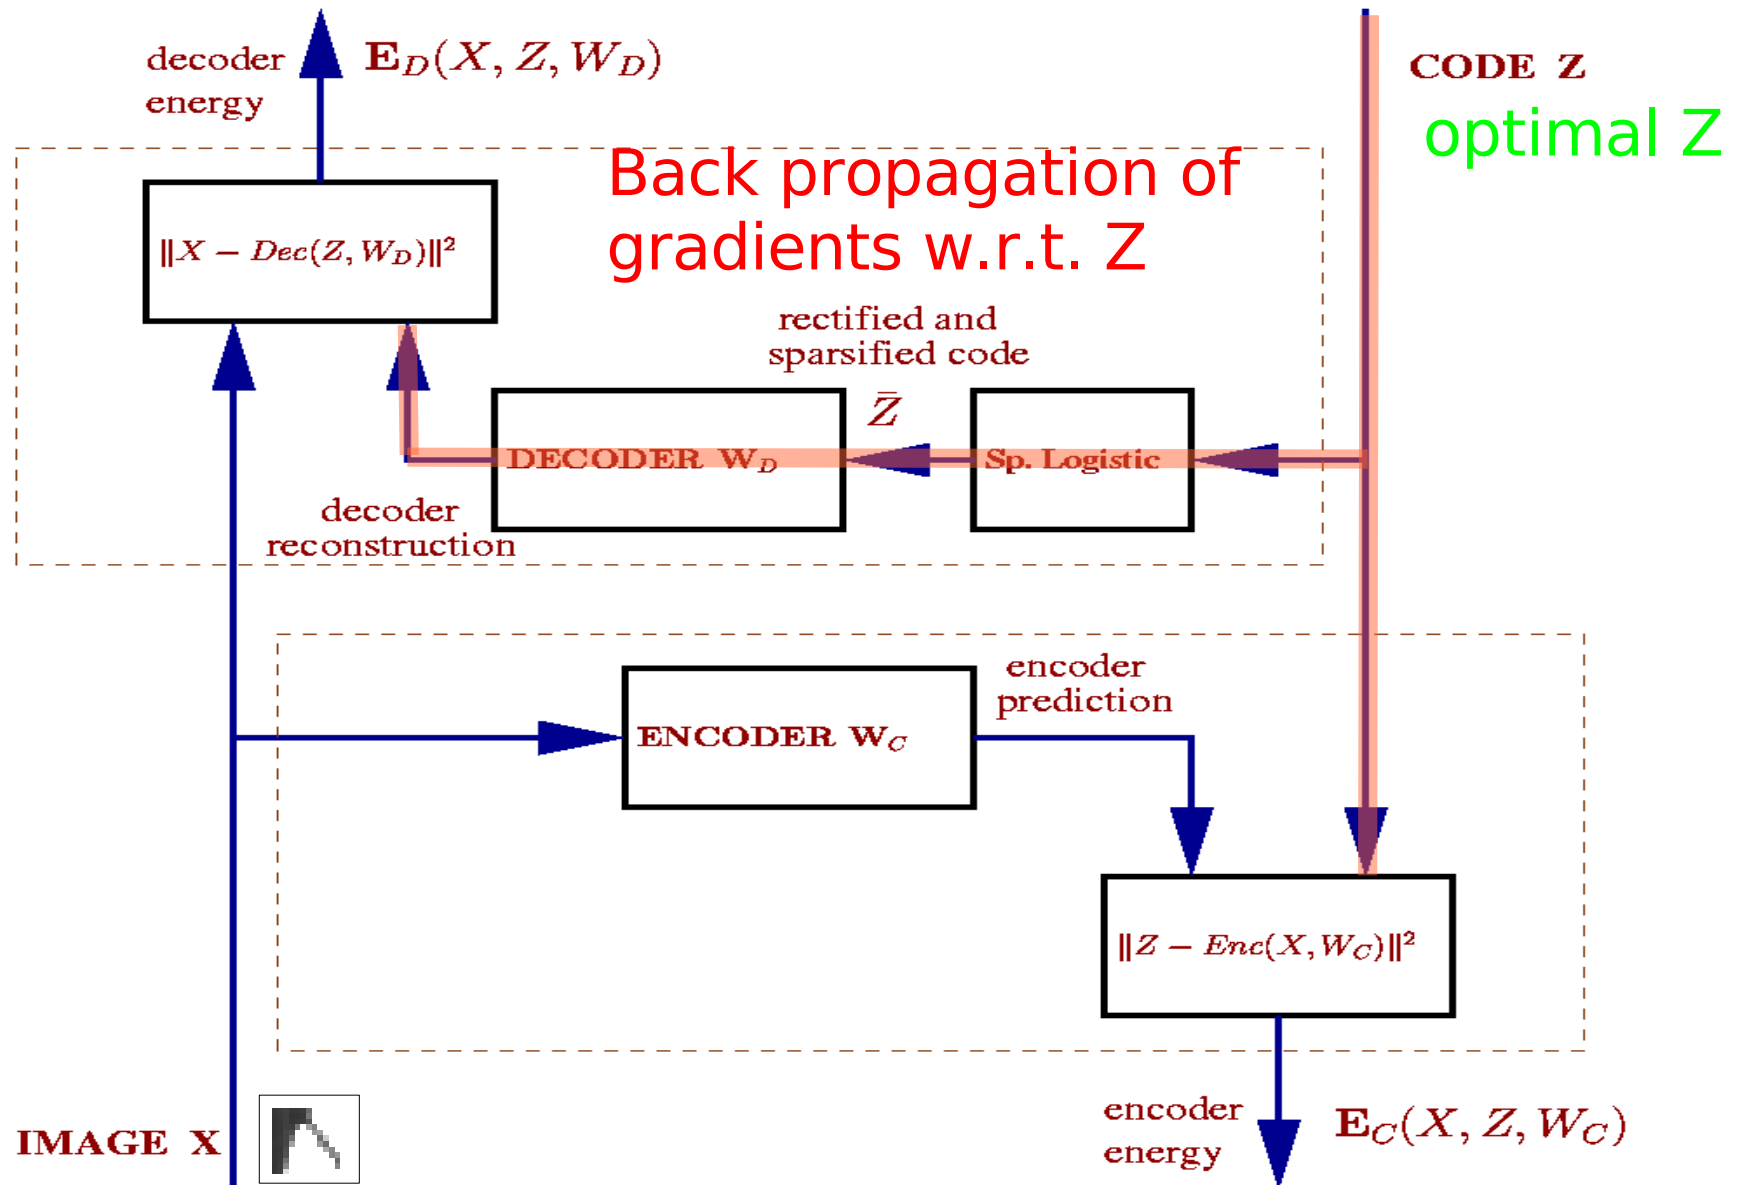 decoder
energy
E_D(X, Z, W_D)
CODE Z
optimal Z
Back propagation of
gradients w.r.t. Z
‖X − Dec(Z, W_D)‖²
rectified and
sparsified code
Z̄
DECODER W_D
Sp. Logistic
decoder
reconstruction
encoder
prediction
ENCODER W_C
‖Z − Enc(X, W_C)‖²
IMAGE X
encoder
energy
E_C(X, Z, W_C)